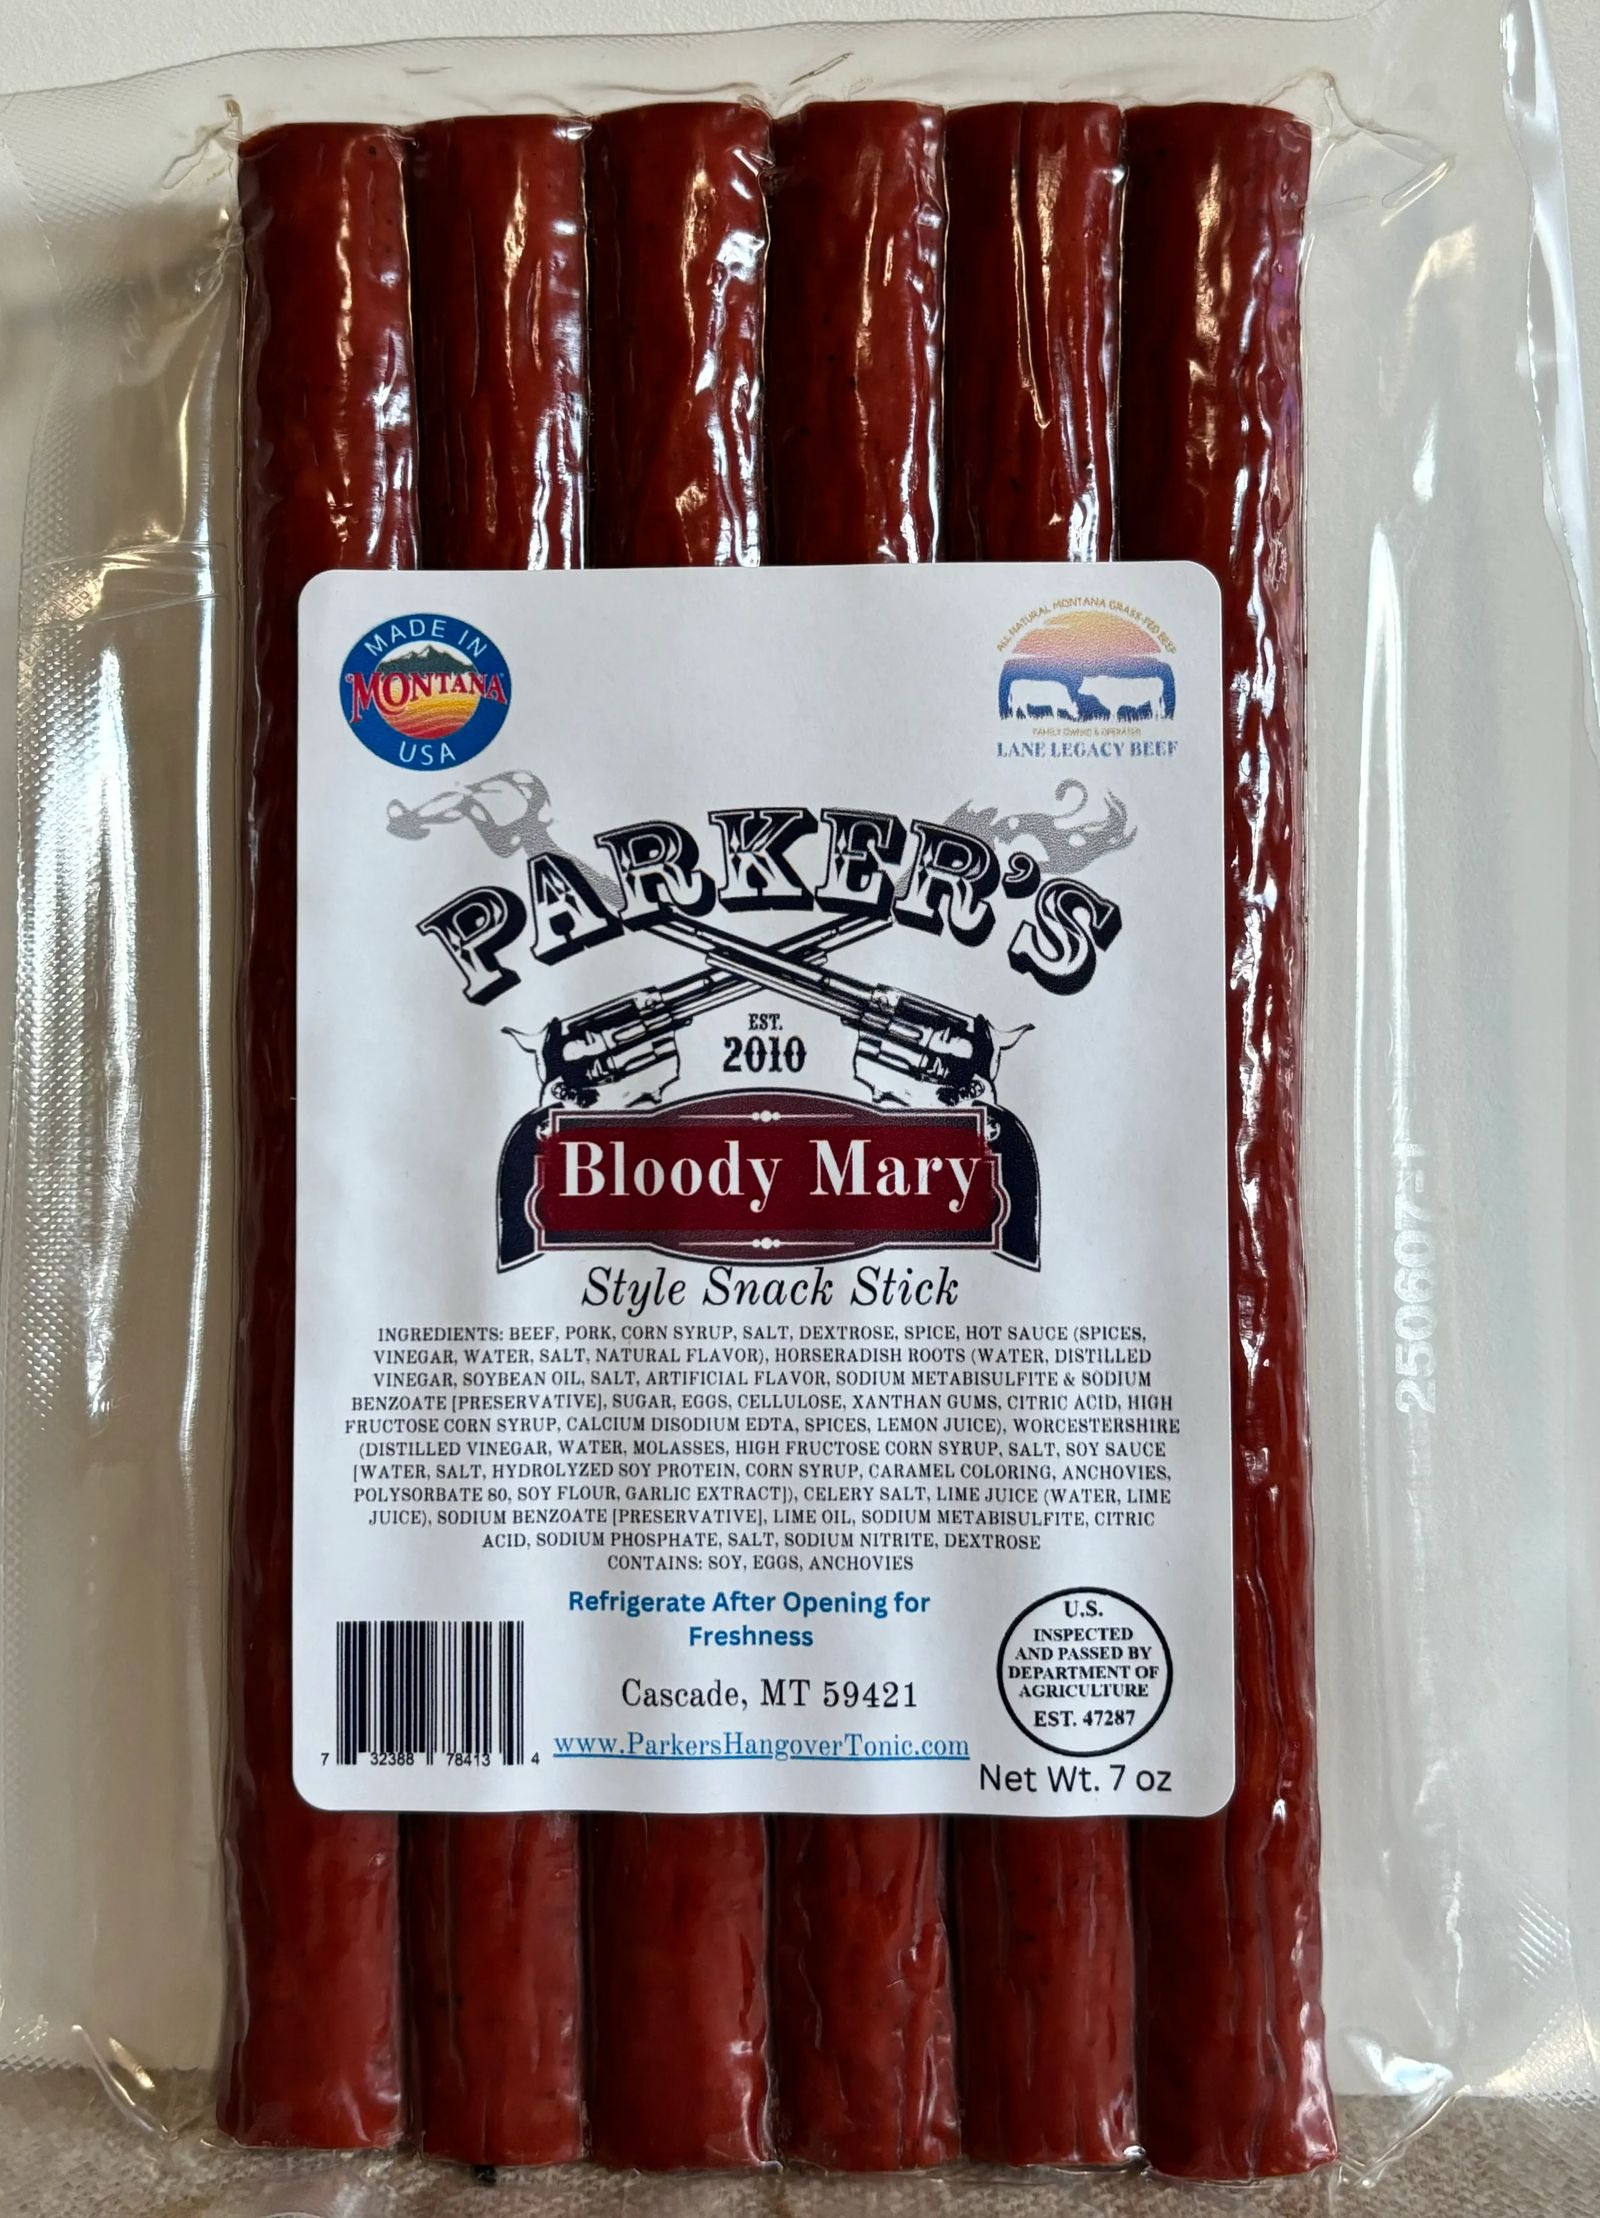 MADE IN
MONTANA
USA
ALL NATURAL MONTANA GRASS-FED BEEF
FAMILY OWNED & OPERATED
LANE LEGACY BEEF
PARKER'S
EST.
2010
Bloody Mary
Style Snack Stick
INGREDIENTS: BEEF, PORK, CORN SYRUP, SALT, DEXTROSE, SPICE, HOT SAUCE (SPICES,
VINEGAR, WATER, SALT, NATURAL FLAVOR), HORSERADISH ROOTS (WATER, DISTILLED
VINEGAR, SOYBEAN OIL, SALT, ARTIFICIAL FLAVOR, SODIUM METABISULFITE & SODIUM
BENZOATE [PRESERVATIVE], SUGAR, EGGS, CELLULOSE, XANTHAN GUMS, CITRIC ACID, HIGH
FRUCTOSE CORN SYRUP, CALCIUM DISODIUM EDTA, SPICES, LEMON JUICE), WORCESTERSHIRE
(DISTILLED VINEGAR, WATER, MOLASSES, HIGH FRUCTOSE CORN SYRUP, SALT, SOY SAUCE
[WATER, SALT, HYDROLYZED SOY PROTEIN, CORN SYRUP, CARAMEL COLORING, ANCHOVIES,
POLYSORBATE 80, SOY FLOUR, GARLIC EXTRACT]), CELERY SALT, LIME JUICE (WATER, LIME
JUICE), SODIUM BENZOATE [PRESERVATIVE], LIME OIL, SODIUM METABISULFITE, CITRIC
ACID, SODIUM PHOSPHATE, SALT, SODIUM NITRITE, DEXTROSE
CONTAINS: SOY, EGGS, ANCHOVIES
Refrigerate After Opening for
Freshness
Cascade, MT 59421
www.ParkersHangoverTonic.com
7 32388 78413 4
U.S.
INSPECTED
AND PASSED BY
DEPARTMENT OF
AGRICULTURE
EST. 47287
Net Wt. 7 oz
250607-1